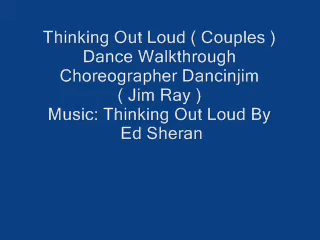 Thinking Out Loud ( Couples )
Dance Walkthrough
Choreographer Dancinjim
( Jim Ray )
Music: Thinking Out Loud By
Ed Sheran